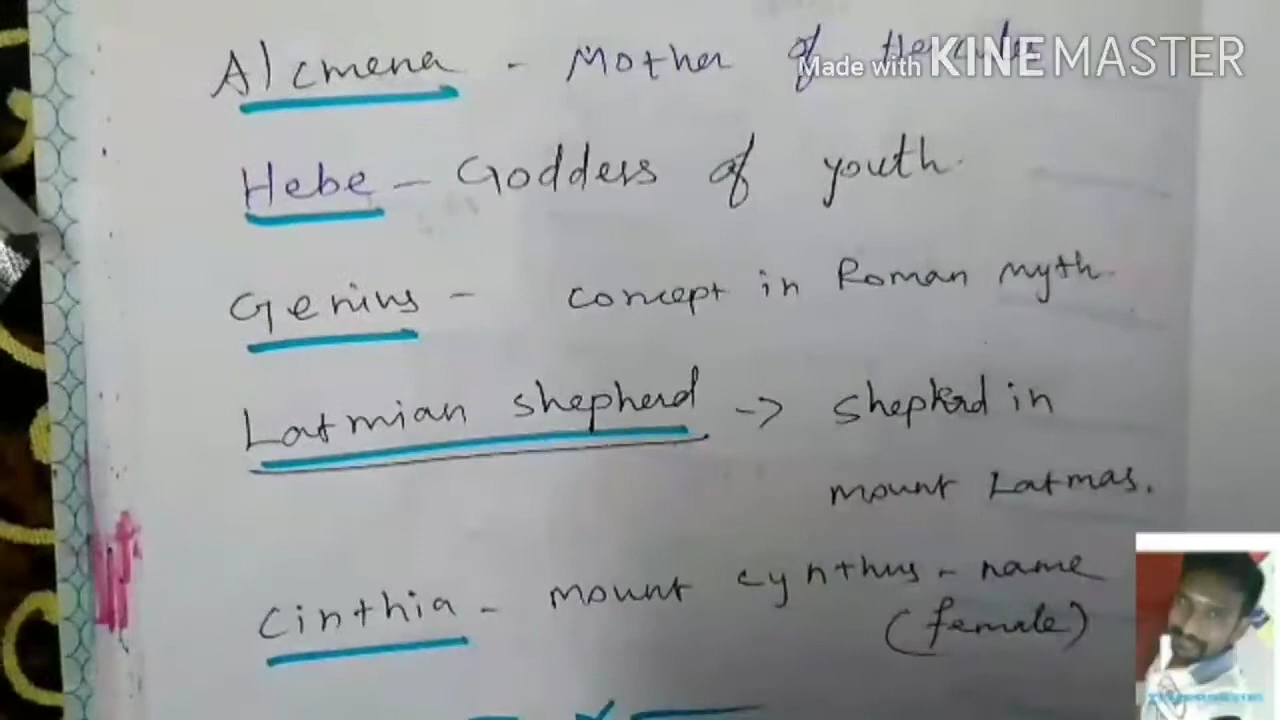 Alcmena - Mother of Hercules
Made with KINEMASTER
Hebe - Goddess of youth.
Genius - concept in Roman myth.
Latmian shepherd -> shepherd in
mount Latmas.
Cinthia - mount cynthus - name
(female)